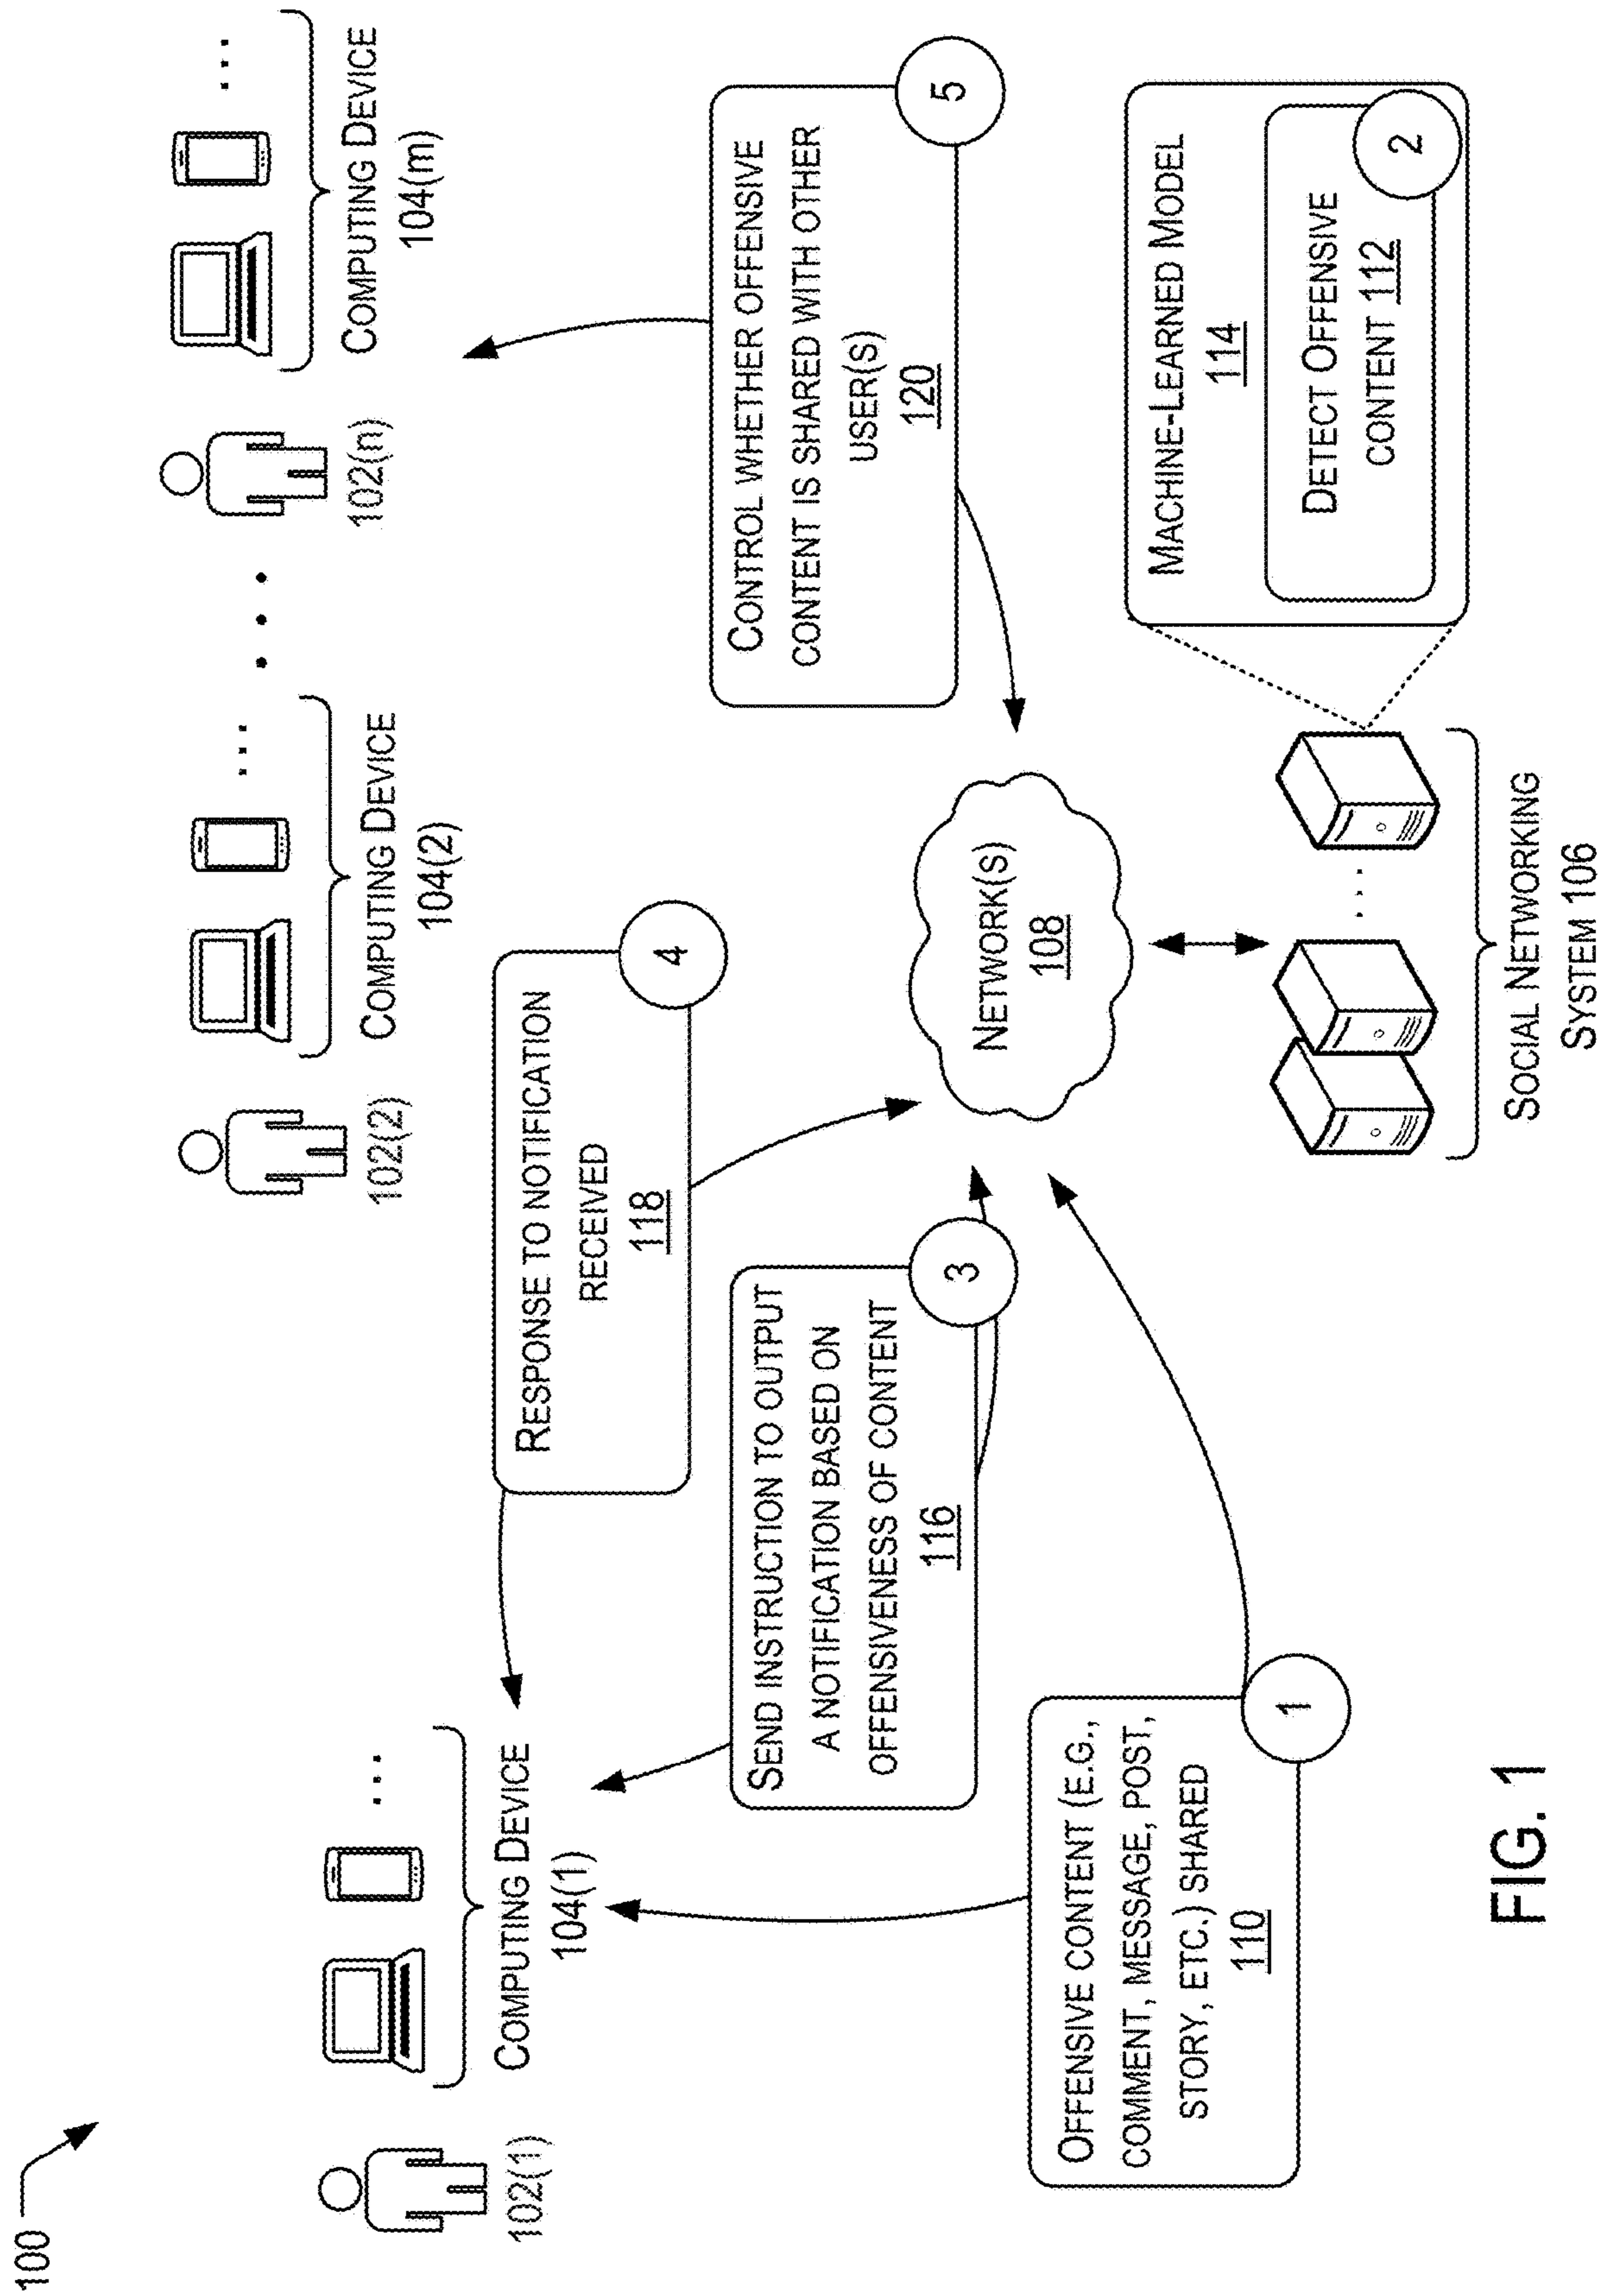 100
102(1)
COMPUTING DEVICE
104(1)
102(2)
COMPUTING DEVICE
104(2)
102(n)
COMPUTING DEVICE
104(m)
RESPONSE TO NOTIFICATION
RECEIVED
118
4
SEND INSTRUCTION TO OUTPUT
A NOTIFICATION BASED ON
OFFENSIVENESS OF CONTENT
116
3
CONTROL WHETHER OFFENSIVE
CONTENT IS SHARED WITH OTHER
USER(S)
120
5
OFFENSIVE CONTENT (E.G.,
COMMENT, MESSAGE, POST,
STORY, ETC.) SHARED
110
1
NETWORK(S)
108
MACHINE-LEARNED MODEL
114
DETECT OFFENSIVE
CONTENT 112
2
SOCIAL NETWORKING
SYSTEM 106
FIG. 1